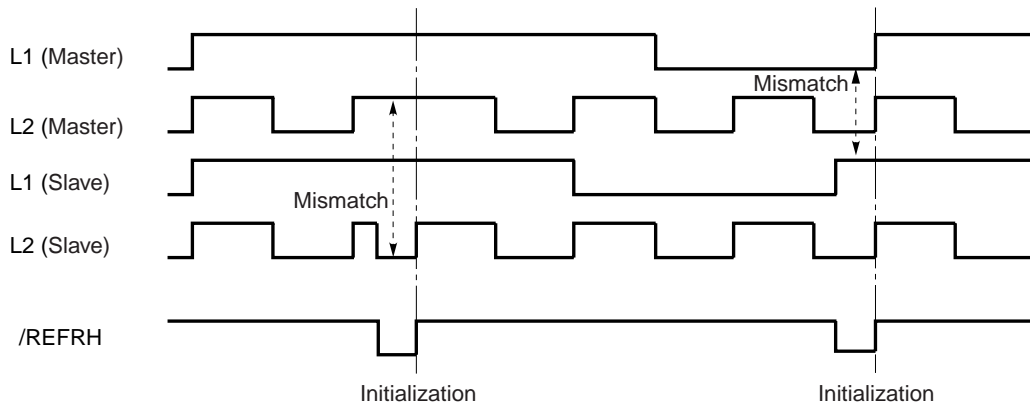 L1 (Master)
Mismatch
L2 (Master)
L1 (Slave)
Mismatch
L2 (Slave)
/REFRH
Initialization
Initialization